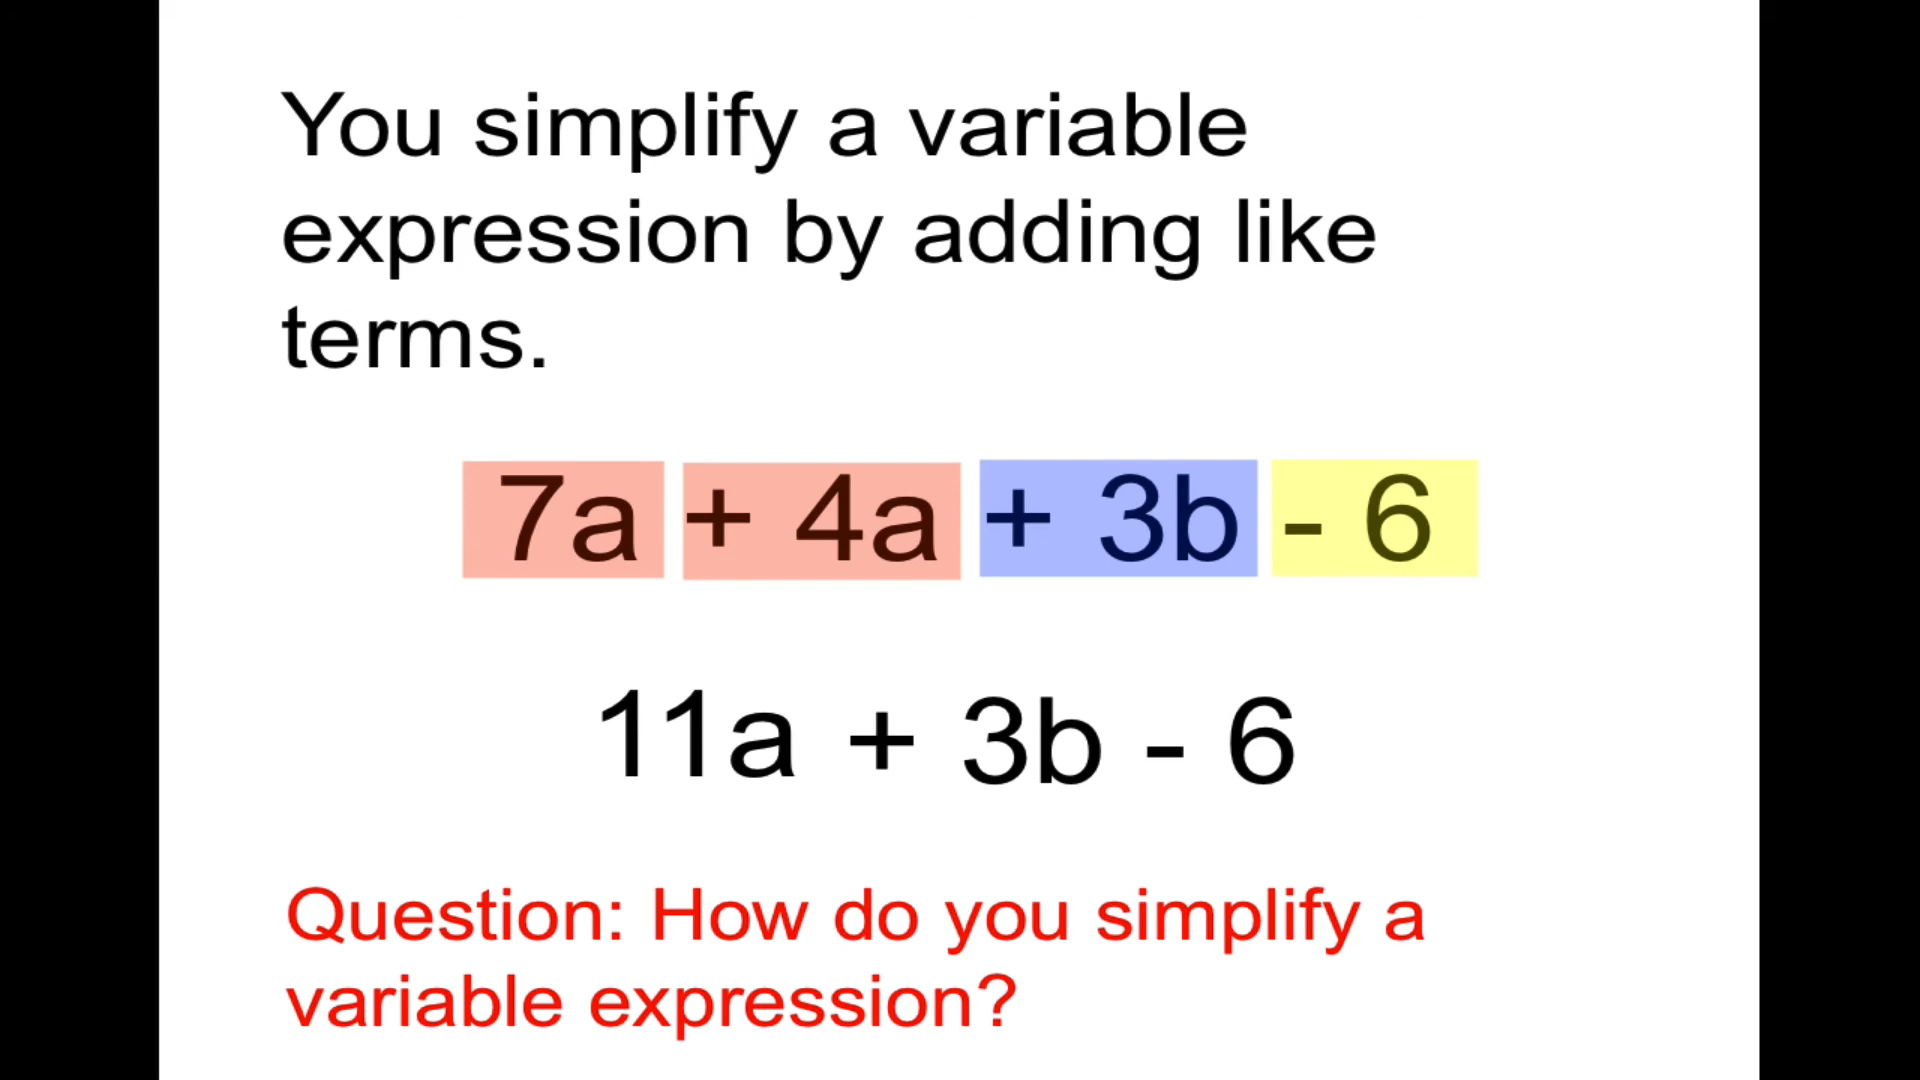 You simplify a variable
expression by adding like
terms.
7a + 4a + 3b - 6
11a + 3b - 6
Question: How do you simplify a
variable expression?